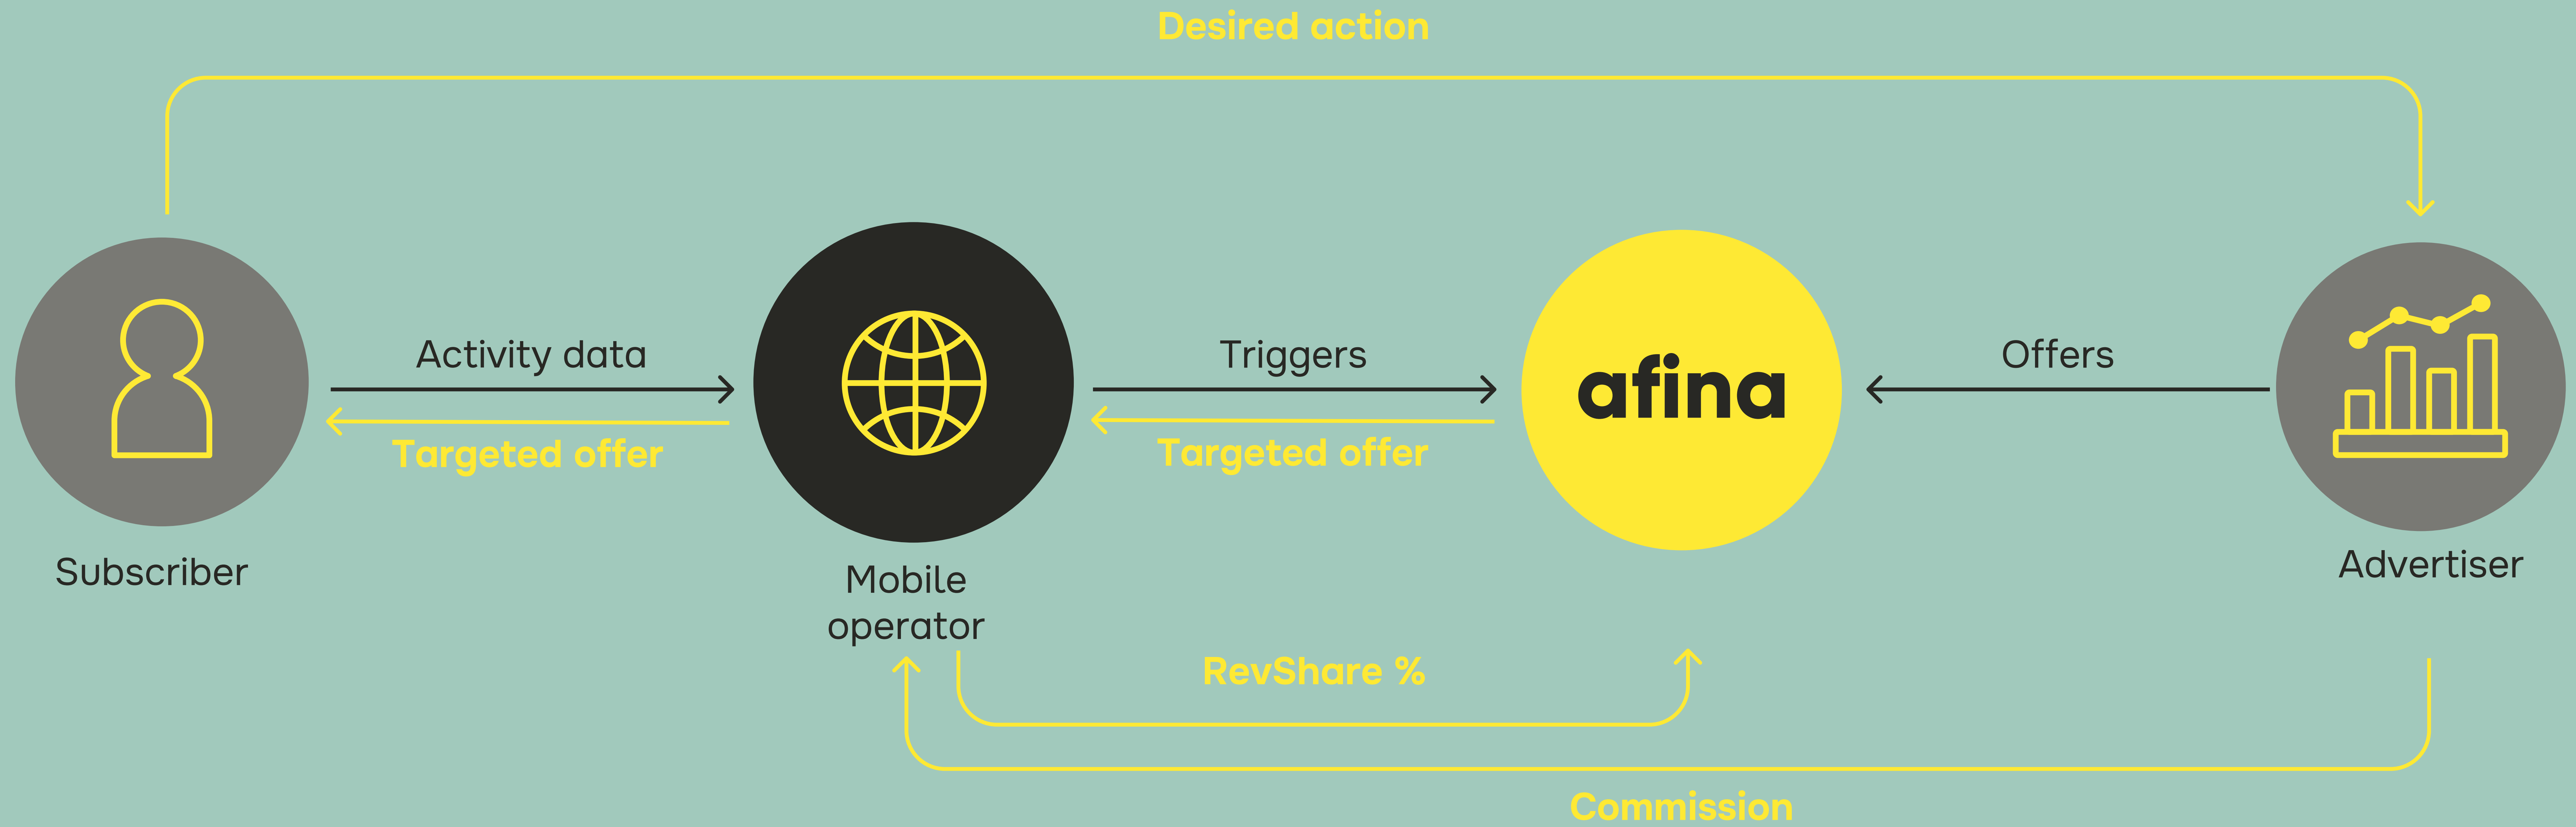 Desired action
Activity data
Targeted offer
Triggers
Targeted offer
afina
Offers
Subscriber
Mobile
operator
Advertiser
RevShare %
Commission